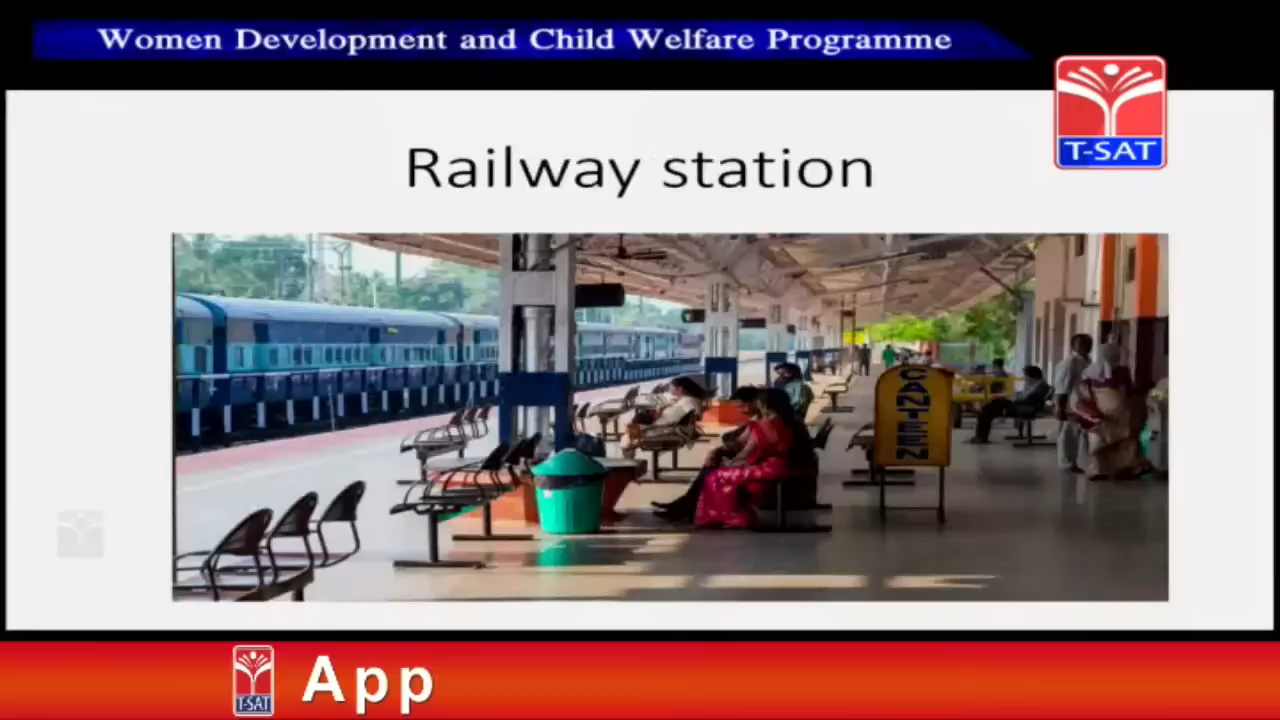 Women Development and Child Welfare Programme
T-SAT
Railway station
CANTEEN
T-SAT
App